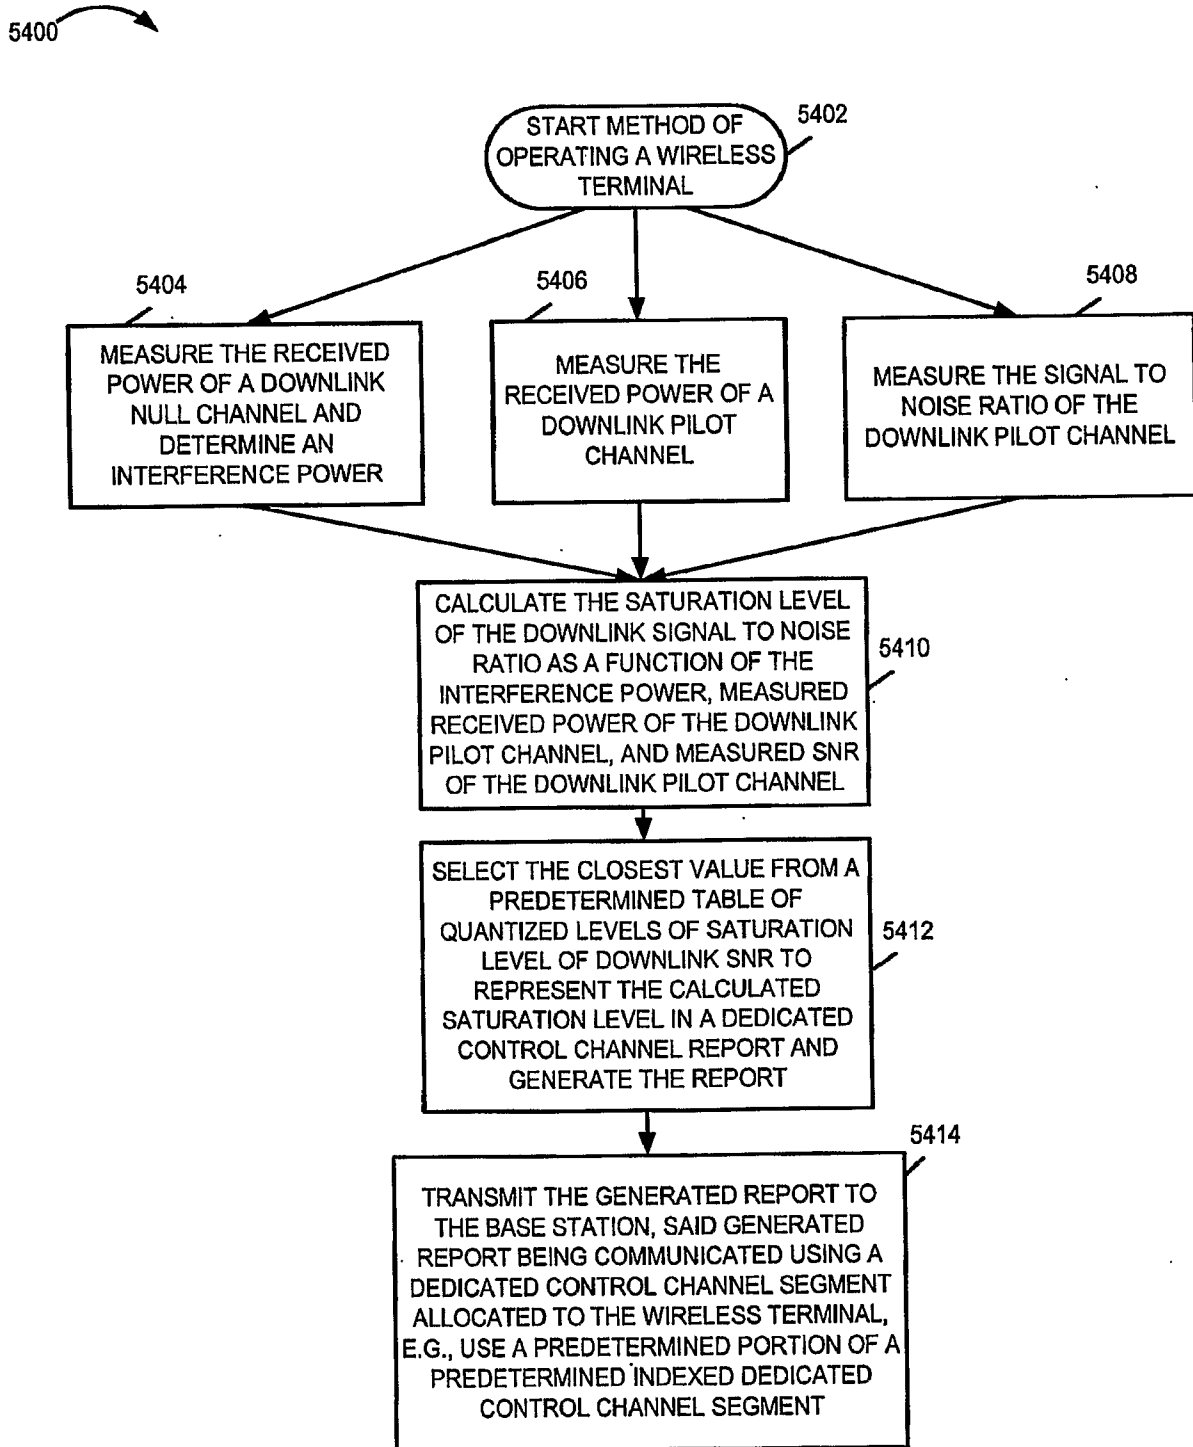 5400
5402
START METHOD OF
OPERATING A WIRELESS
TERMINAL
5404
5406
5408
MEASURE THE RECEIVED
POWER OF A DOWNLINK
NULL CHANNEL AND
DETERMINE AN
INTERFERENCE POWER
MEASURE THE
RECEIVED POWER OF A
DOWNLINK PILOT
CHANNEL
MEASURE THE SIGNAL TO
NOISE RATIO OF THE
DOWNLINK PILOT CHANNEL
CALCULATE THE SATURATION LEVEL
OF THE DOWNLINK SIGNAL TO NOISE
RATIO AS A FUNCTION OF THE
INTERFERENCE POWER, MEASURED
RECEIVED POWER OF THE DOWNLINK
PILOT CHANNEL, AND MEASURED SNR
OF THE DOWNLINK PILOT CHANNEL
5410
SELECT THE CLOSEST VALUE FROM A
PREDETERMINED TABLE OF
QUANTIZED LEVELS OF SATURATION
LEVEL OF DOWNLINK SNR TO
REPRESENT THE CALCULATED
SATURATION LEVEL IN A DEDICATED
CONTROL CHANNEL REPORT AND
GENERATE THE REPORT
5412
5414
TRANSMIT THE GENERATED REPORT TO
THE BASE STATION, SAID GENERATED
REPORT BEING COMMUNICATED USING A
DEDICATED CONTROL CHANNEL SEGMENT
ALLOCATED TO THE WIRELESS TERMINAL,
E.G., USE A PREDETERMINED PORTION OF A
PREDETERMINED INDEXED DEDICATED
CONTROL CHANNEL SEGMENT